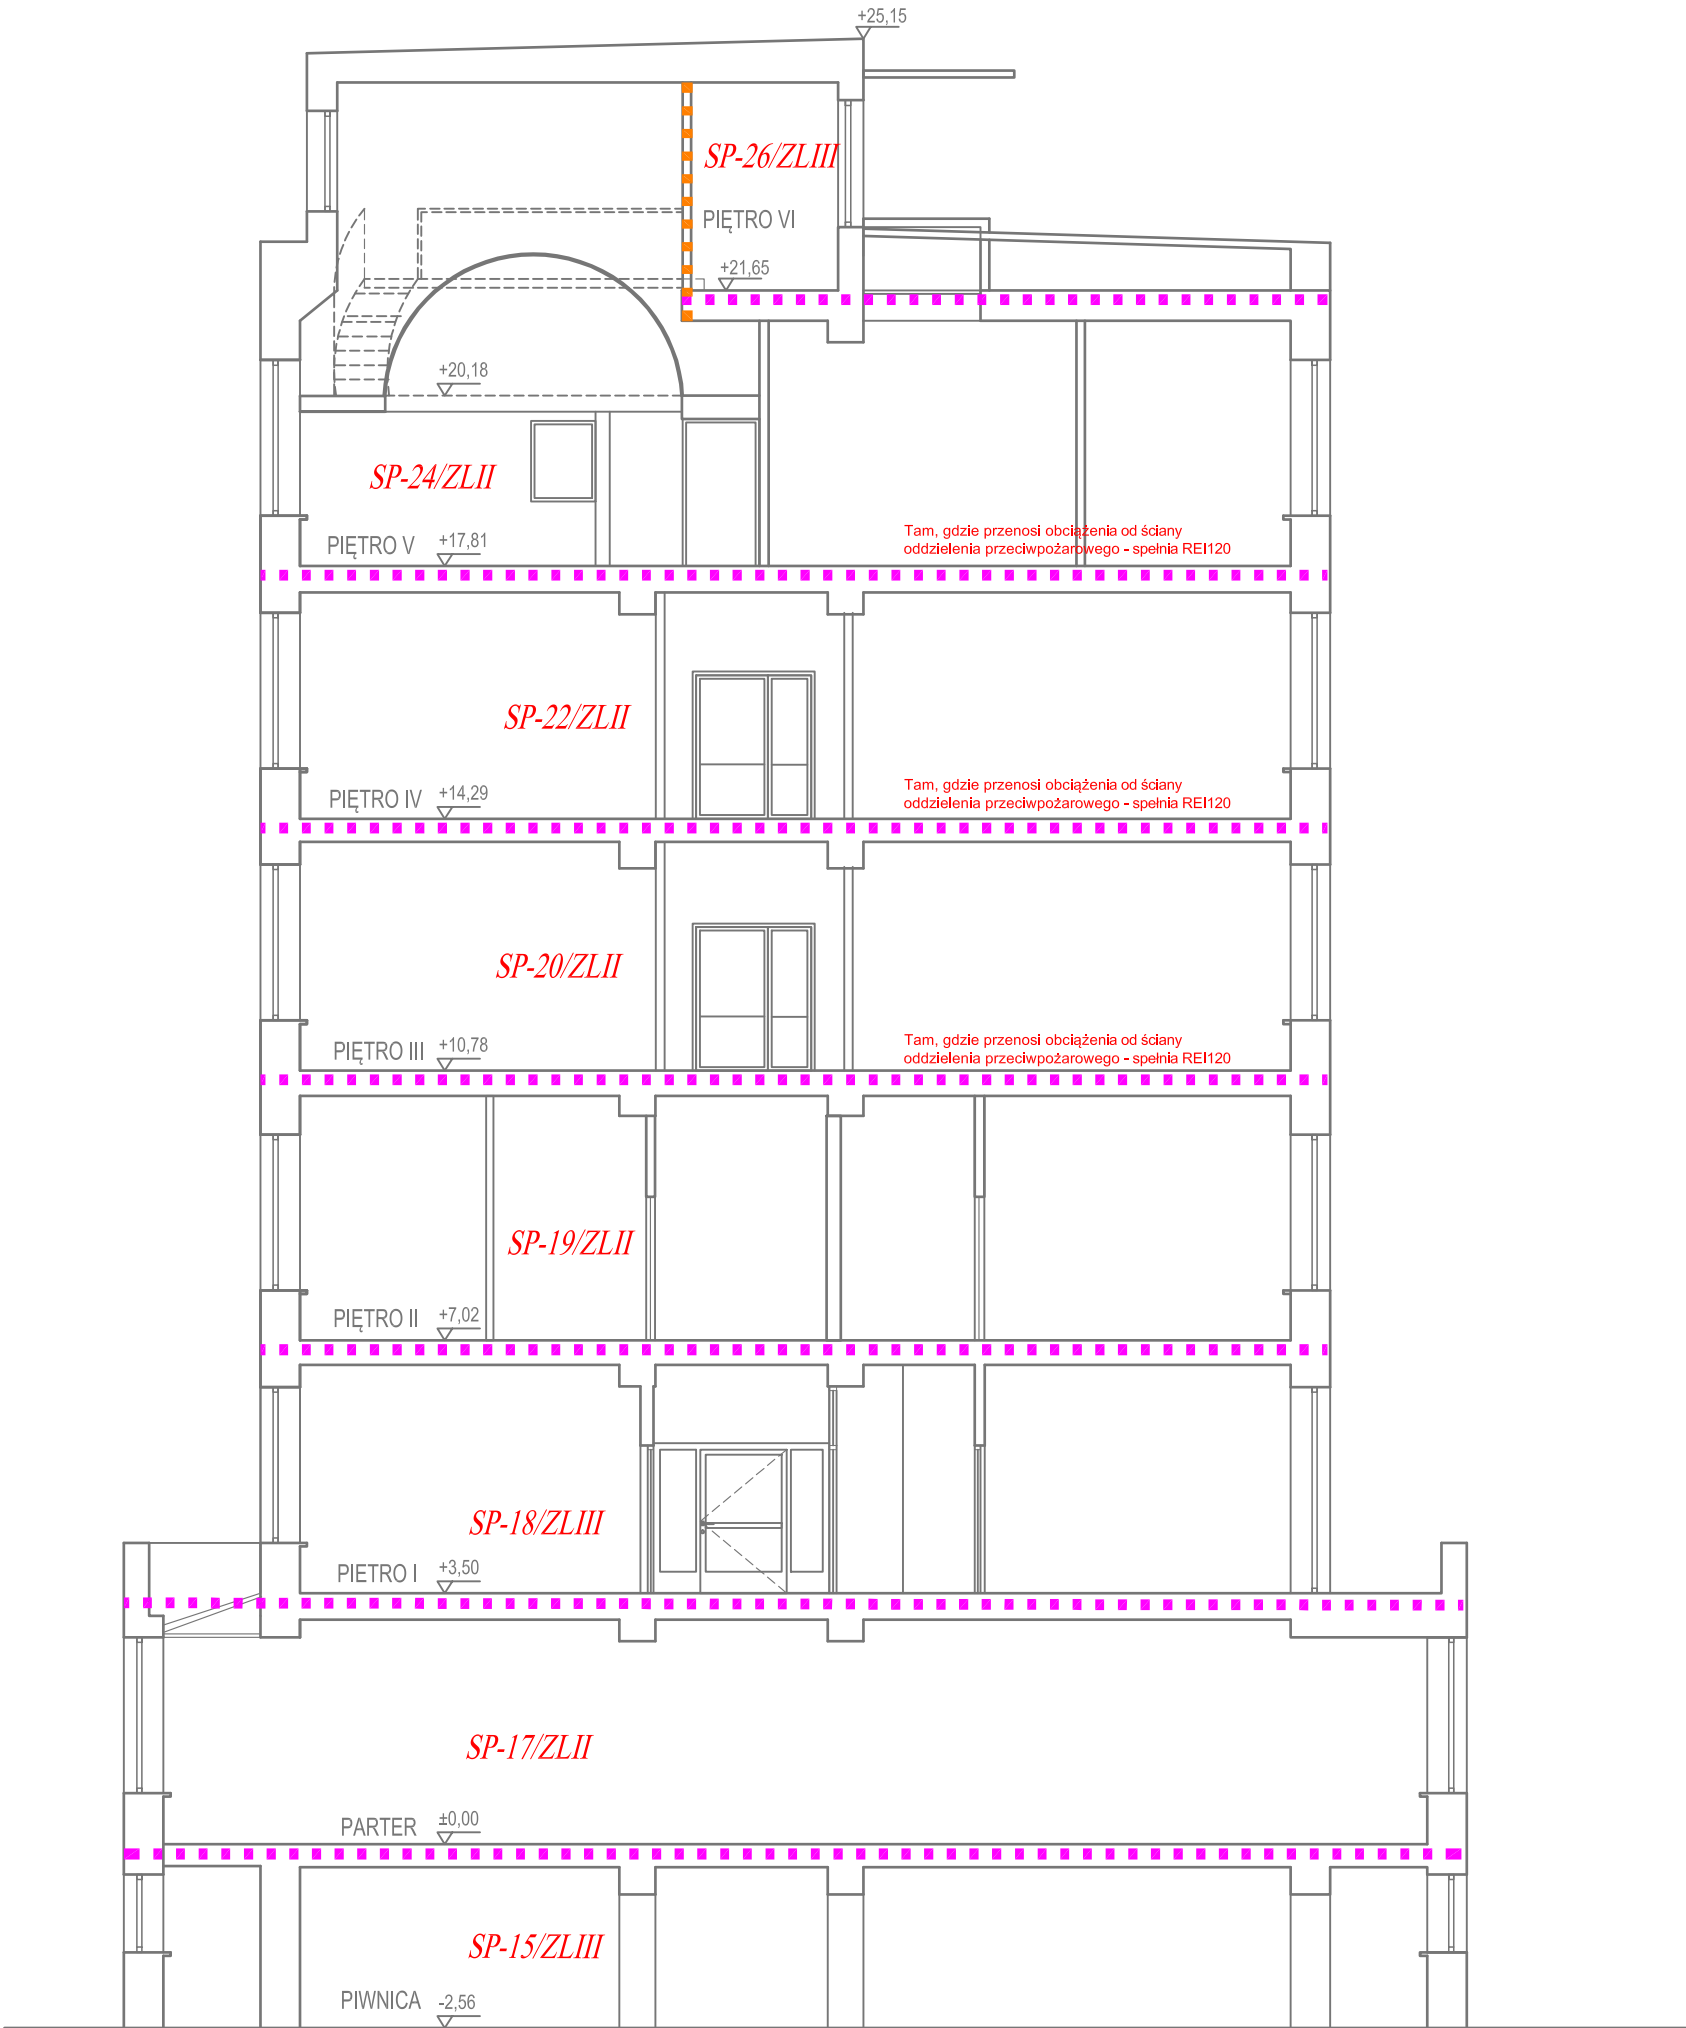 +25,15
SP-26/ZLIII
PIĘTRO VI
+21,65
+20,18
SP-24/ZLII
PIĘTRO V +17,81
Tam, gdzie przenosi obciążenia od ściany
oddzielenia przeciwpożarowego - spełnia REI120
SP-22/ZLII
PIĘTRO IV +14,29
Tam, gdzie przenosi obciążenia od ściany
oddzielenia przeciwpożarowego - spełnia REI120
SP-20/ZLII
PIĘTRO III +10,78
Tam, gdzie przenosi obciążenia od ściany
oddzielenia przeciwpożarowego - spełnia REI120
SP-19/ZLII
PIĘTRO II +7,02
SP-18/ZLIII
PIETRO I +3,50
SP-17/ZLII
PARTER ±0,00
SP-15/ZLIII
PIWNICA -2,56